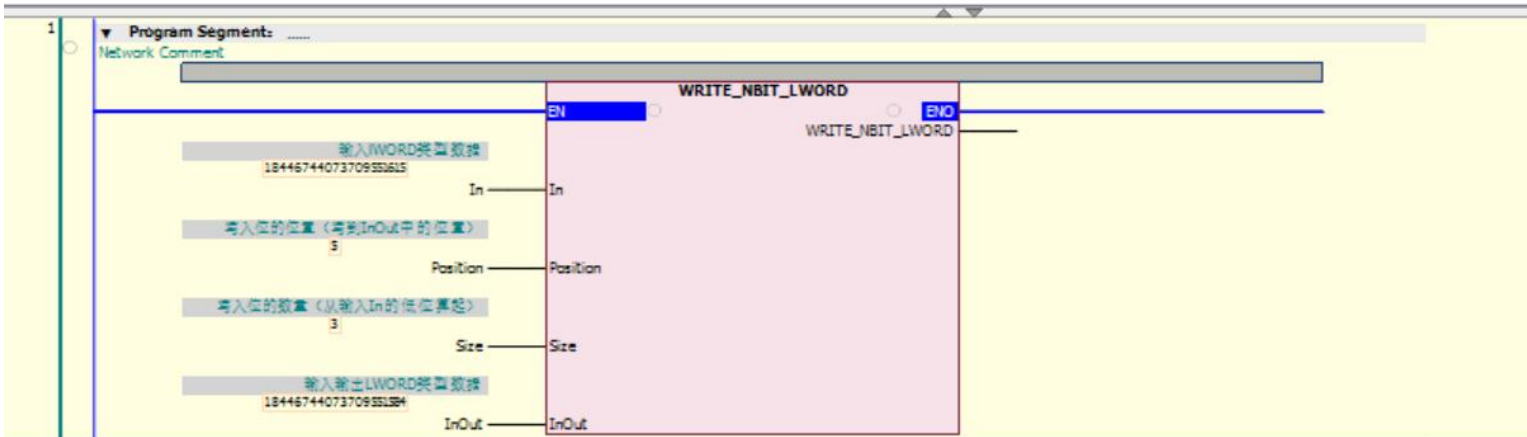 1
▼ Program Segment: ......
Network Comment
WRITE_NBIT_LWORD
EN ENO
WRITE_NBIT_LWORD
输入lWORD类型数据
18446744073709551615
In In
写入位的位置（写到InOut中的位置）
5
Position Position
写入位的数量（从输入In的低位算起）
3
Size Size
输入输出LWORD类型数据
18446744073709551584
InOut InOut